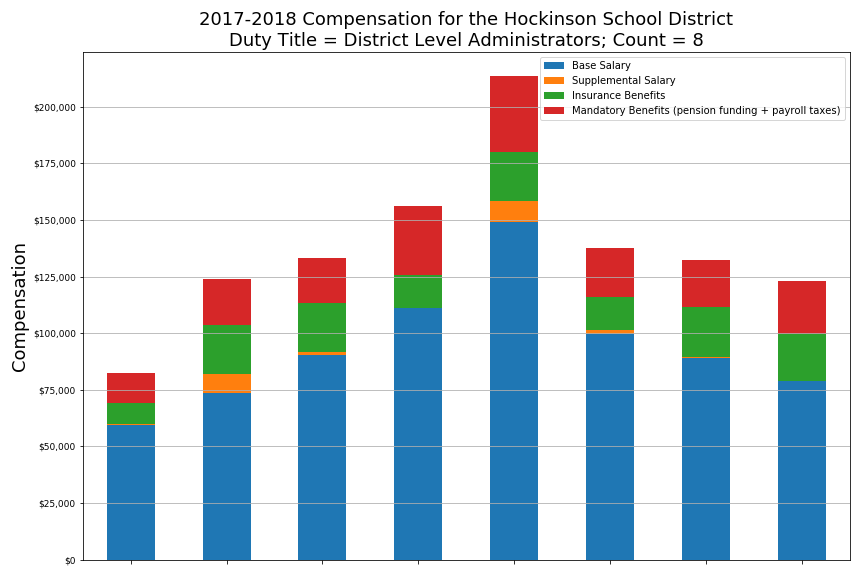 2017-2018 Compensation for the Hockinson School District
Duty Title = District Level Administrators; Count = 8
Base Salary
Supplemental Salary
Insurance Benefits
Mandatory Benefits (pension funding + payroll taxes)
Compensation
$200,000
$175,000
$150,000
$125,000
$100,000
$75,000
$50,000
$25,000
$0